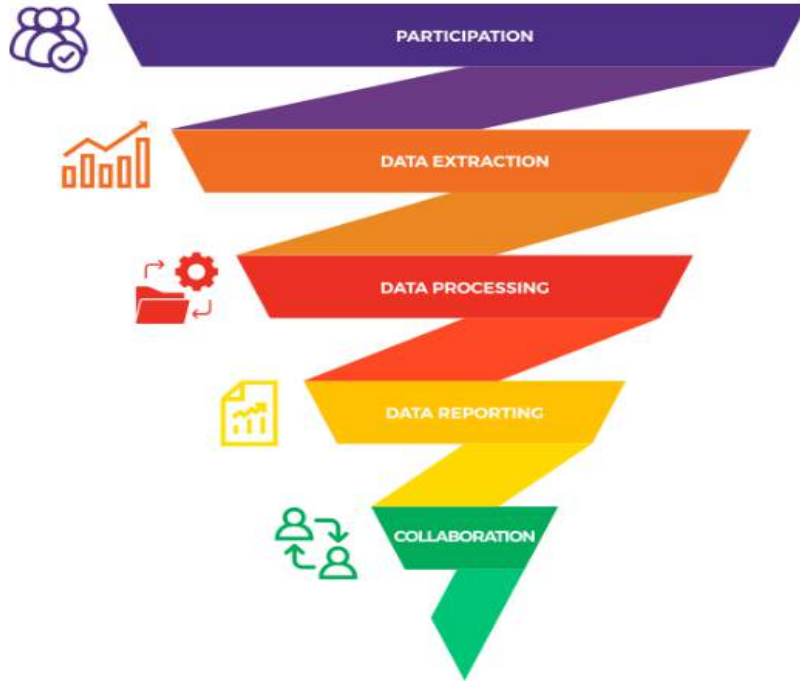 PARTICIPATION
DATA EXTRACTION
DATA PROCESSING
DATA REPORTING
COLLABORATION